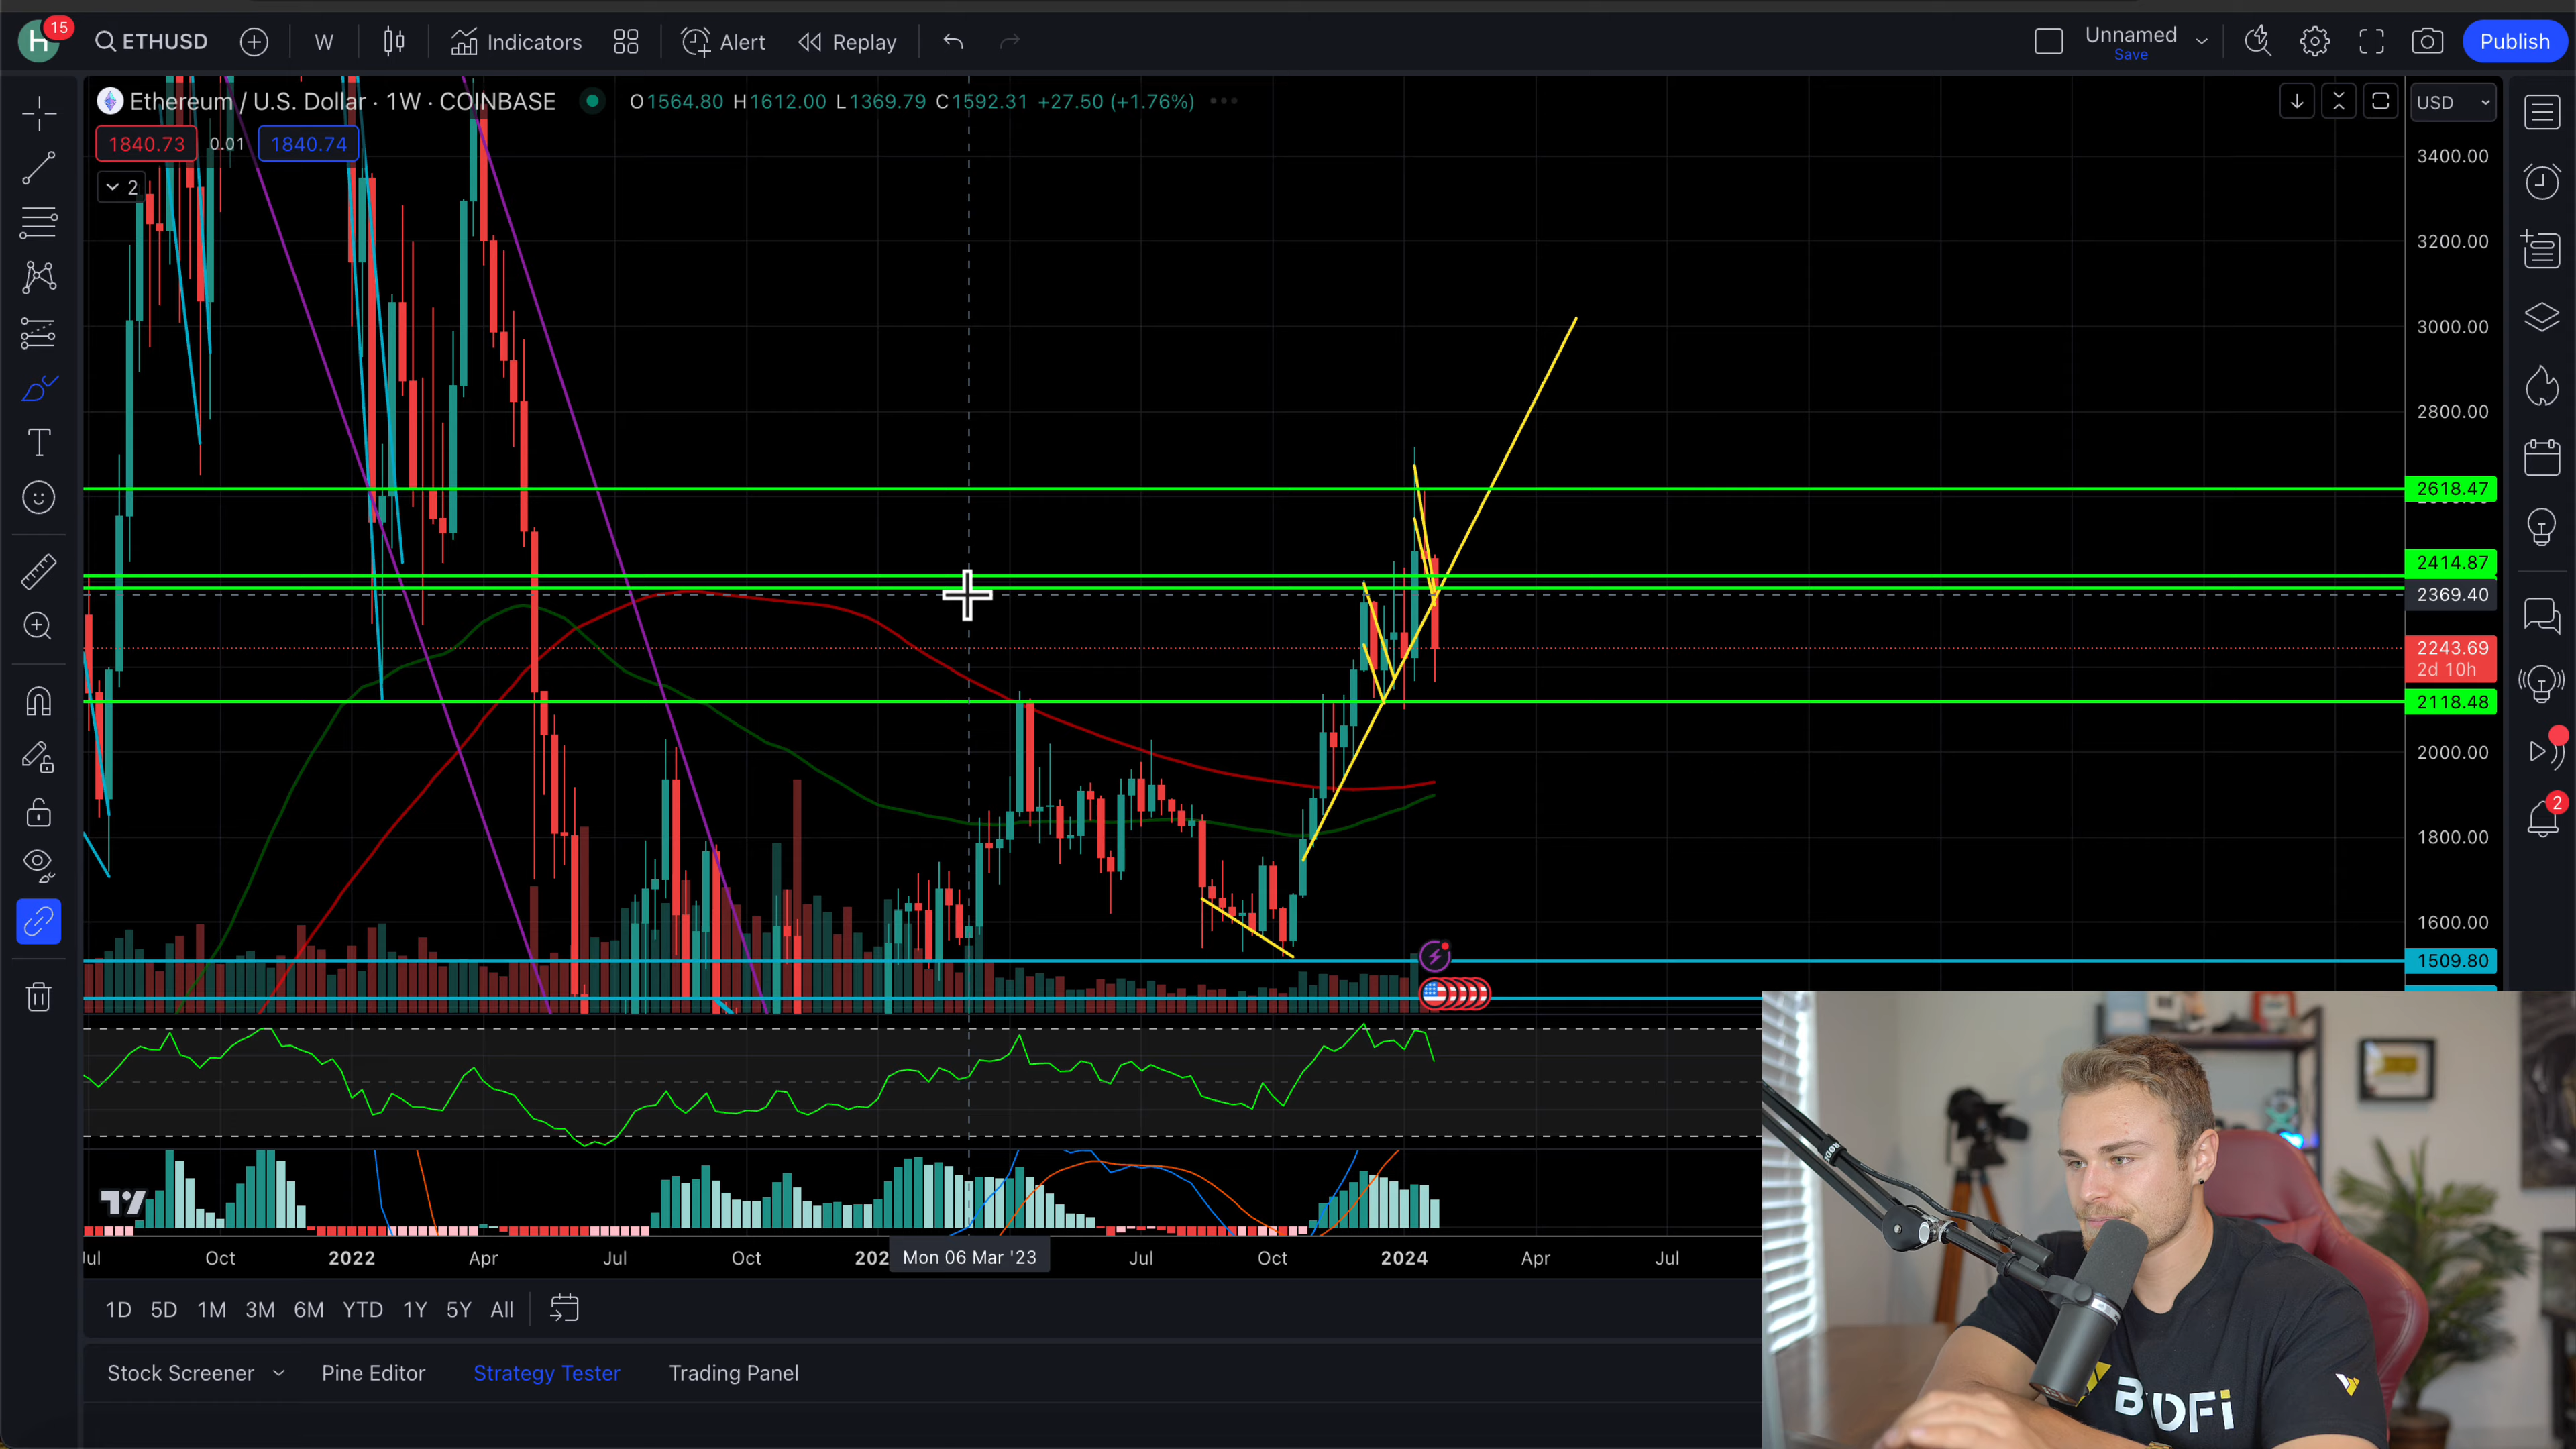 H 15 ETHUSD W Indicators Alert Replay Unnamed Save Publish
Ethereum / U.S. Dollar · 1W · COINBASE O1564.80 H1612.00 L1369.79 C1592.31 +27.50 (+1.76%) USD
1840.73 0.01 1840.74
2
3400.00
3200.00
3000.00
2800.00
2618.47
2414.87
2369.40
2243.69
2d 10h
2118.48
2000.00
1800.00
1600.00
1509.80
2
Oct 2022 Apr Jul Oct Mon 06 Mar '23 Jul Oct 2024 Apr Jul
1D 5D 1M 3M 6M YTD 1Y 5Y All
Stock Screener Pine Editor Strategy Tester Trading Panel
RØDE